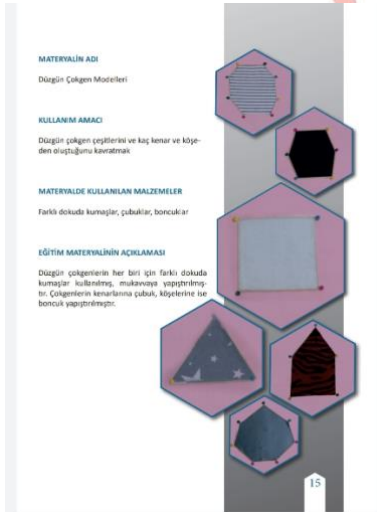 MATERYALİN ADI
Düzgün Çokgen Modelleri
KULLANIM AMACI
Düzgün çokgen çeşitlerini ve kaç kenar ve köşe-
den oluştuğunu kavratmak
MATERYALDE KULLANILAN MALZEMELER
Farklı dokuda kumaşlar, çubuklar, boncuklar
EĞİTİM MATERYALİNİN AÇIKLAMASI
Düzgün çokgenlerin her biri için farklı dokuda
kumaşlar kullanılmış, mukavvaya yapıştırılmış-
tır. Çokgenlerin kenarlarına çubuk, köşelerine ise
boncuk yapıştırılmıştır.
15